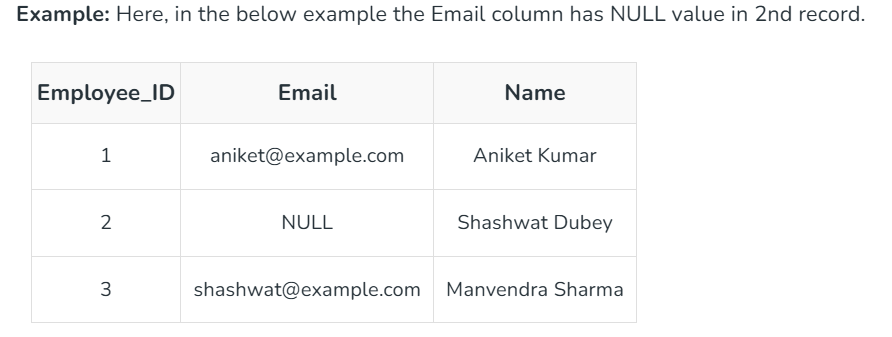 Example: Here, in the below example the Email column has NULL value in 2nd record.
Employee_ID Email Name
1 aniket@example.com Aniket Kumar
2 NULL Shashwat Dubey
3 shashwat@example.com Manvendra Sharma